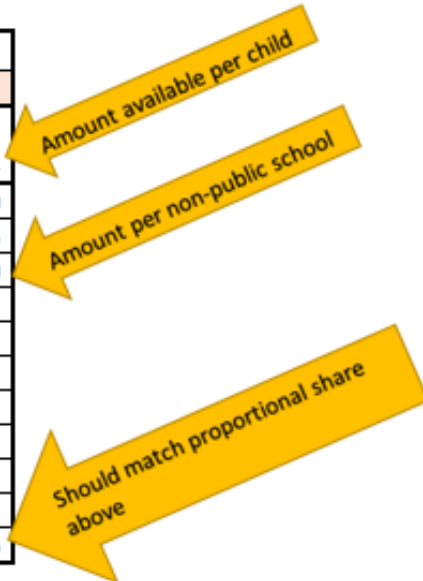 Amount available per child
Amount per non-public school
Should match proportional share
above